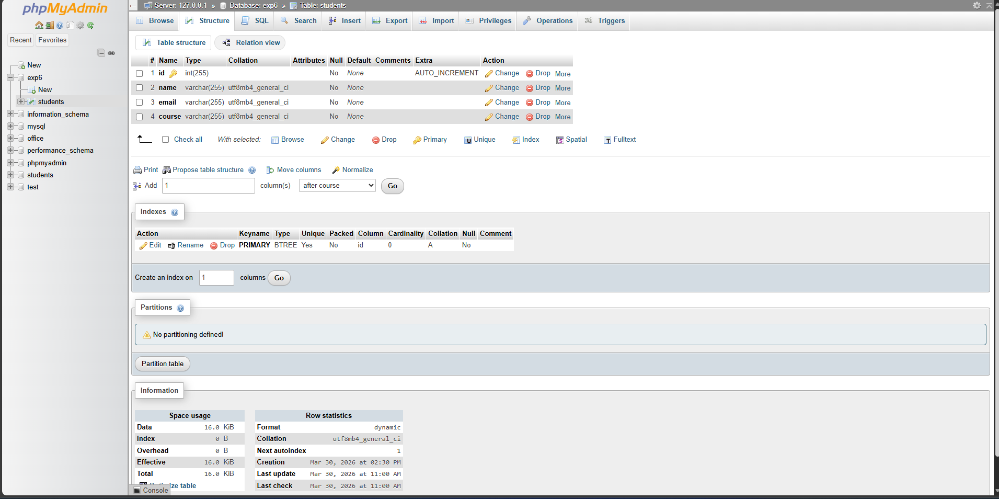 phpMyAdmin
Recent Favorites
New
exp6
New
students
information_schema
mysql
office
performance_schema
phpmyadmin
students
test
Server: 127.0.0.1 » Database: exp6 » Table: students
Browse Structure SQL Search Insert Export Import Privileges Operations Triggers
Table structure Relation view
# Name Type Collation Attributes Null Default Comments Extra Action
1 id int(255) No None AUTO_INCREMENT Change Drop More
2 name varchar(255) utf8mb4_general_ci No None Change Drop More
3 email varchar(255) utf8mb4_general_ci No None Change Drop More
4 course varchar(255) utf8mb4_general_ci No None Change Drop More
Check all With selected: Browse Change Drop Primary Unique Index Spatial Fulltext
Print Propose table structure Move columns Normalize
Add 1 column(s) after course Go
Indexes
Action Keyname Type Unique Packed Column Cardinality Collation Null Comment
Edit Rename Drop PRIMARY BTREE Yes No id 0 A No
Create an index on 1 columns Go
Partitions
No partitioning defined!
Partition table
Information
Space usage
Data 16.0 KiB
Index 0 B
Overhead 0 B
Effective 16.0 KiB
Total 16.0 KiB
Optimize table
Row statistics
Format dynamic
Collation utf8mb4_general_ci
Next autoindex 1
Creation Mar 30, 2026 at 02:30 PM
Last update Mar 30, 2026 at 11:00 AM
Last check Mar 30, 2026 at 11:00 AM
Console